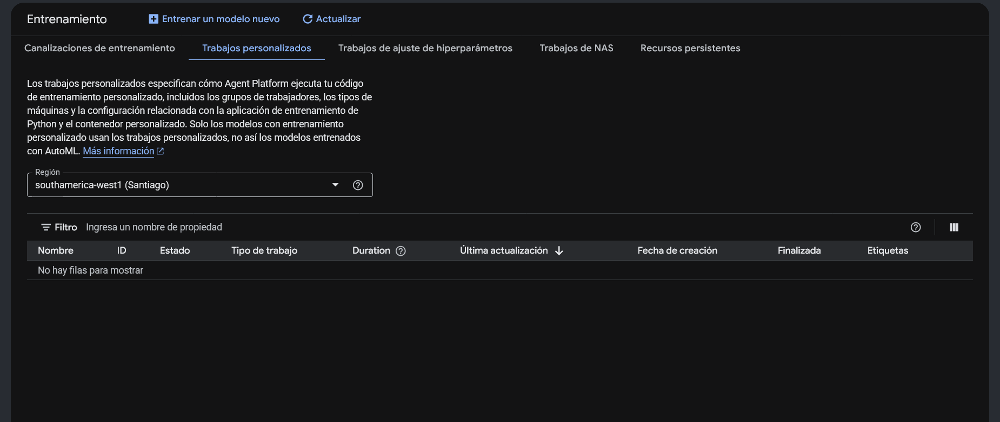 Entrenamiento
Entrenar un modelo nuevo
Actualizar
Canalizaciones de entrenamiento
Trabajos personalizados
Trabajos de ajuste de hiperparámetros
Trabajos de NAS
Recursos persistentes
Los trabajos personalizados especifican cómo Agent Platform ejecuta tu código
de entrenamiento personalizado, incluidos los grupos de trabajadores, los tipos de
máquinas y la configuración relacionada con la aplicación de entrenamiento de
Python y el contenedor personalizado. Solo los modelos con entrenamiento
personalizado usan los trabajos personalizados, no así los modelos entrenados
con AutoML. Más información
Región
southamerica-west1 (Santiago)
Filtro Ingresa un nombre de propiedad
Nombre ID Estado Tipo de trabajo Duration Última actualización Fecha de creación Finalizada Etiquetas
No hay filas para mostrar